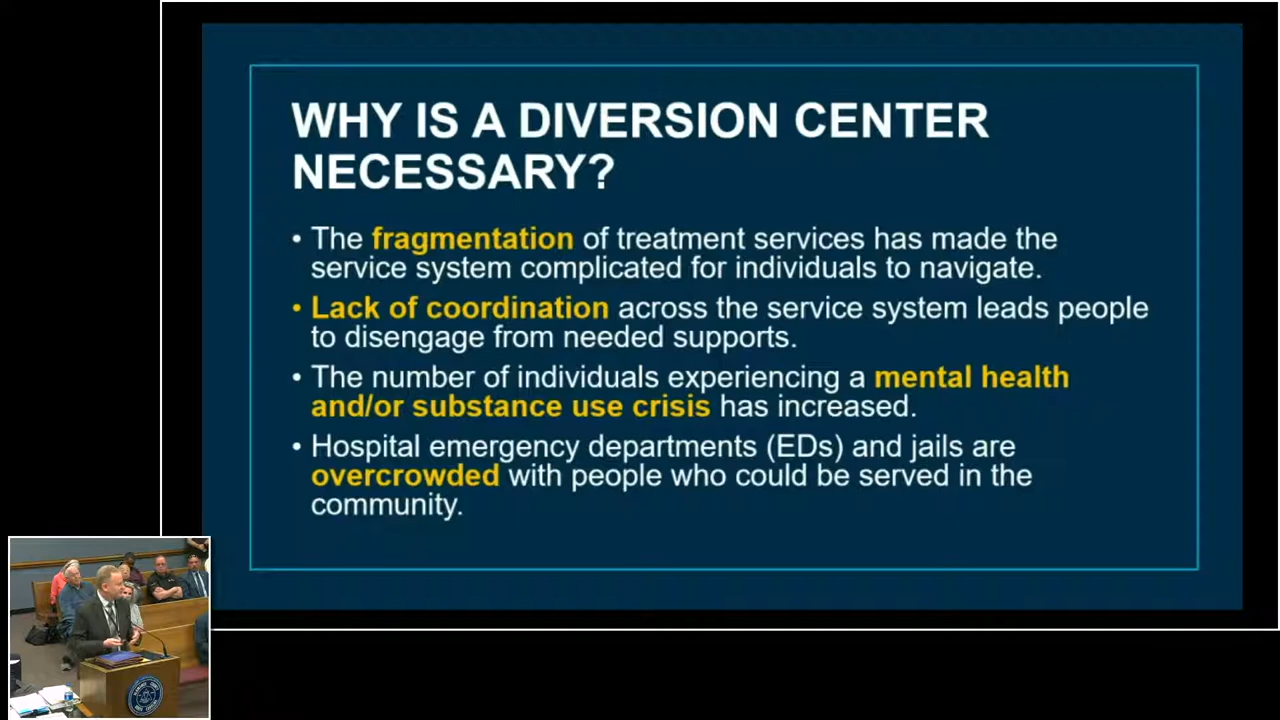 WHY IS A DIVERSION CENTER
NECESSARY?
• The fragmentation of treatment services has made the
service system complicated for individuals to navigate.
• Lack of coordination across the service system leads people
to disengage from needed supports.
• The number of individuals experiencing a mental health
and/or substance use crisis has increased.
• Hospital emergency departments (EDs) and jails are
overcrowded with people who could be served in the
community.